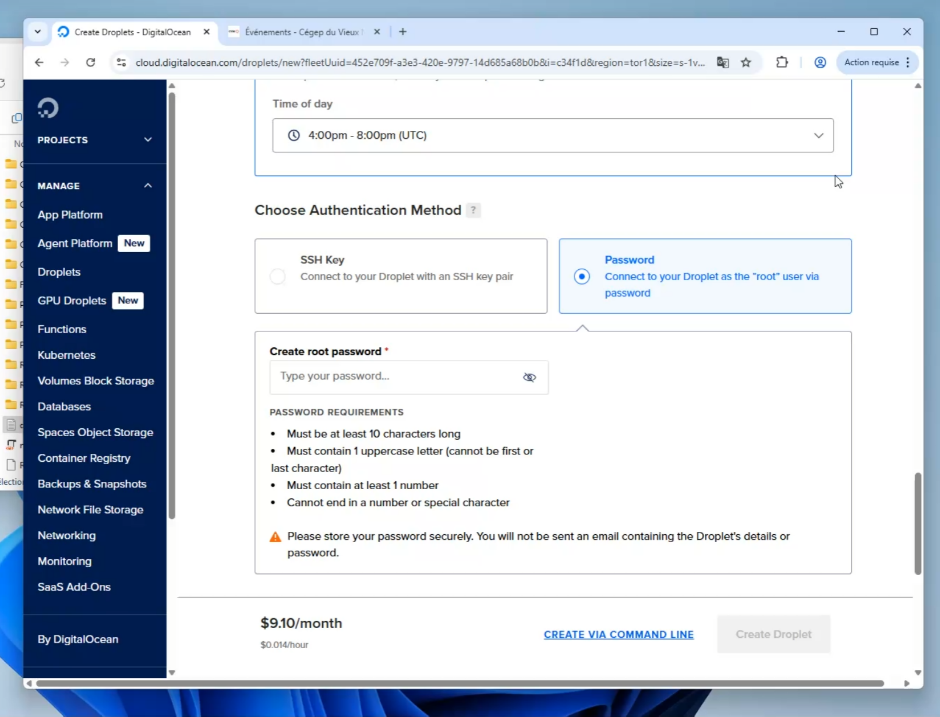 Create Droplets - DigitalOcean
Événements - Cégep du Vieux
cloud.digitalocean.com/droplets/new?fleetUuid=452e709f-a3e3-420e-9797-14d685a68b0b&i=c34f1d&region=tor1&size=s-1v...
Action requise
PROJECTS
MANAGE
App Platform
Agent Platform New
Droplets
GPU Droplets New
Functions
Kubernetes
Volumes Block Storage
Databases
Spaces Object Storage
Container Registry
Backups & Snapshots
Network File Storage
Networking
Monitoring
SaaS Add-Ons
By DigitalOcean
Time of day
4:00pm - 8:00pm (UTC)
Choose Authentication Method ?
SSH Key
Connect to your Droplet with an SSH key pair
Password
Connect to your Droplet as the "root" user via
password
Create root password *
Type your password...
PASSWORD REQUIREMENTS
• Must be at least 10 characters long
• Must contain 1 uppercase letter (cannot be first or
last character)
• Must contain at least 1 number
• Cannot end in a number or special character
Please store your password securely. You will not be sent an email containing the Droplet's details or
password.
$9.10/month
$0.014/hour
CREATE VIA COMMAND LINE
Create Droplet